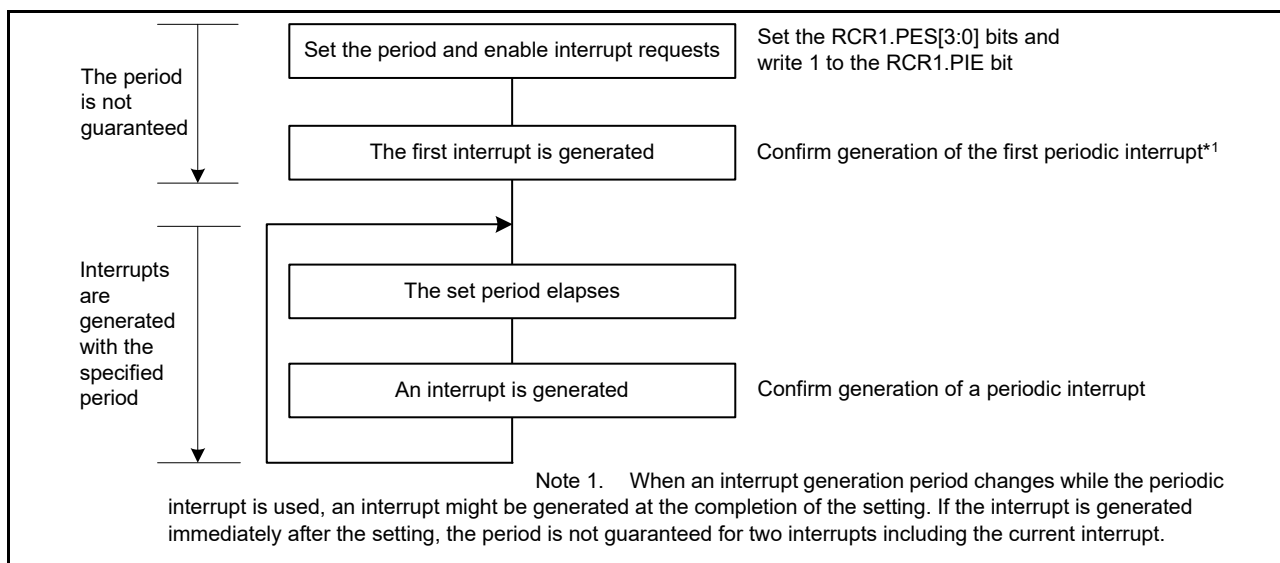 Set the period and enable interrupt requests
Set the RCR1.PES[3:0] bits and
write 1 to the RCR1.PIE bit
The period
is not
guaranteed
The first interrupt is generated
Confirm generation of the first periodic interrupt*1
Interrupts
are
generated
with the
specified
period
The set period elapses
An interrupt is generated
Confirm generation of a periodic interrupt
Note 1. When an interrupt generation period changes while the periodic
interrupt is used, an interrupt might be generated at the completion of the setting. If the interrupt is generated
immediately after the setting, the period is not guaranteed for two interrupts including the current interrupt.